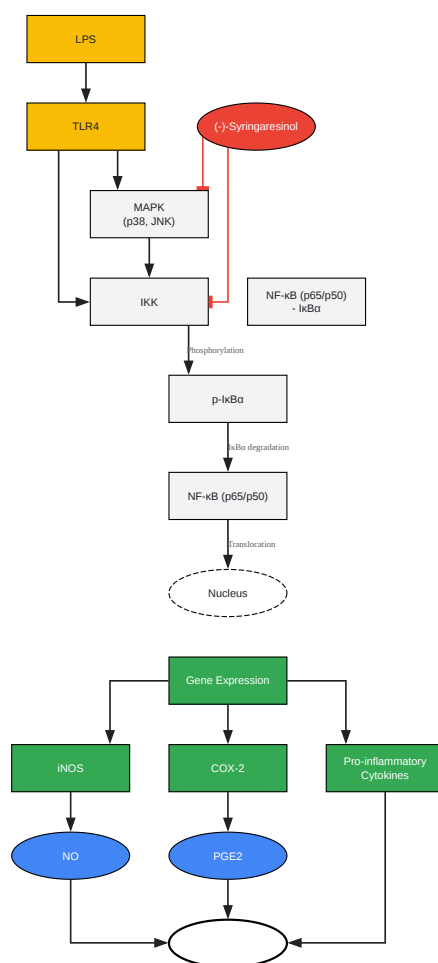 LPS
TLR4
(-)-Syringaresinol
MAPK
(p38, JNK)
IKK
NF-κB (p65/p50)
- IκBα
Phosphorylation
p-IκBα
IκBα degradation
NF-κB (p65/p50)
Translocation
Nucleus
Gene Expression
iNOS
COX-2
Pro-inflammatory
Cytokines
NO
PGE2